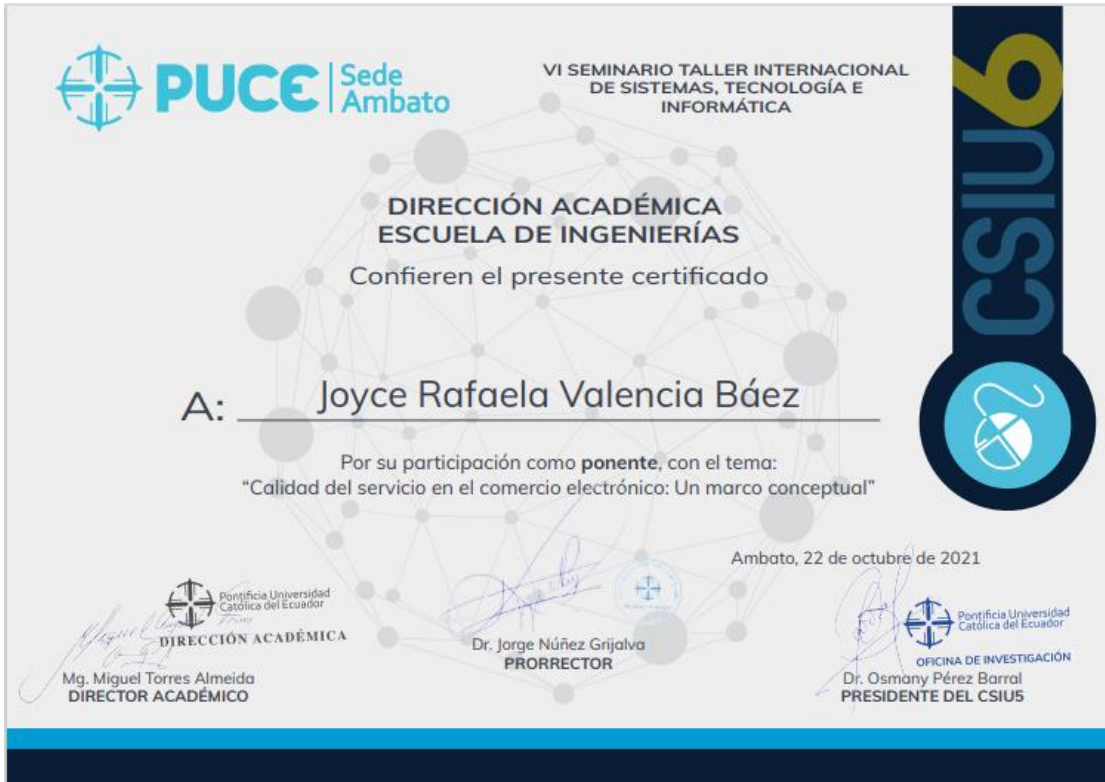 PUCE Sede
Ambato
VI SEMINARIO TALLER INTERNACIONAL
DE SISTEMAS, TECNOLOGÍA E
INFORMÁTICA
CSIU6
DIRECCIÓN ACADÉMICA
ESCUELA DE INGENIERÍAS
Confieren el presente certificado
A: Joyce Rafaela Valencia Báez
Por su participación como ponente, con el tema:
“Calidad del servicio en el comercio electrónico: Un marco conceptual”
Ambato, 22 de octubre de 2021
Pontificia Universidad
Católica del Ecuador
DIRECCIÓN ACADÉMICA
Mg. Miguel Torres Almeida
DIRECTOR ACADÉMICO
Dr. Jorge Núñez Grijalva
PRORRECTOR
Pontificia Universidad
Católica del Ecuador
OFICINA DE INVESTIGACIÓN
Dr. Osmany Pérez Barral
PRESIDENTE DEL CSIU5